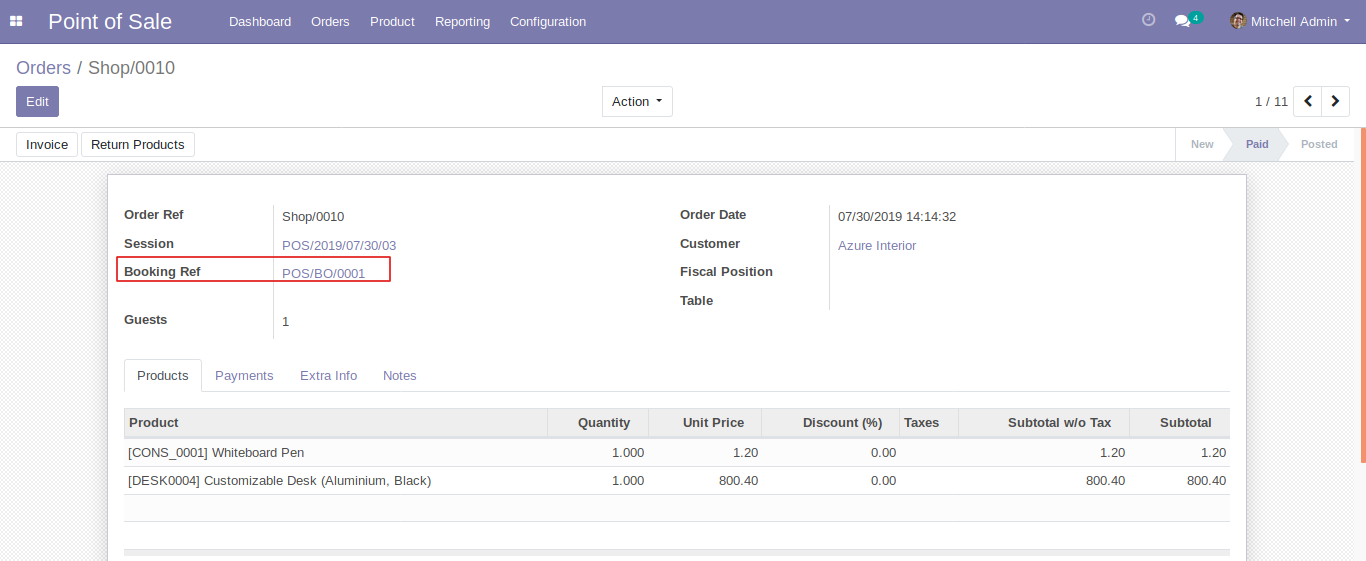 Point of Sale Dashboard Orders Product Reporting Configuration 4 Mitchell Admin
Orders / Shop/0010
Edit Action 1 / 11
Invoice Return Products New Paid Posted
Order Ref Shop/0010 Order Date 07/30/2019 14:14:32
Session POS/2019/07/30/03 Customer Azure Interior
Booking Ref POS/BO/0001 Fiscal Position
Table
Guests 1
Products Payments Extra Info Notes
Product Quantity Unit Price Discount (%) Taxes Subtotal w/o Tax Subtotal
[CONS_0001] Whiteboard Pen 1.000 1.20 0.00 1.20 1.20
[DESK0004] Customizable Desk (Aluminium, Black) 1.000 800.40 0.00 800.40 800.40